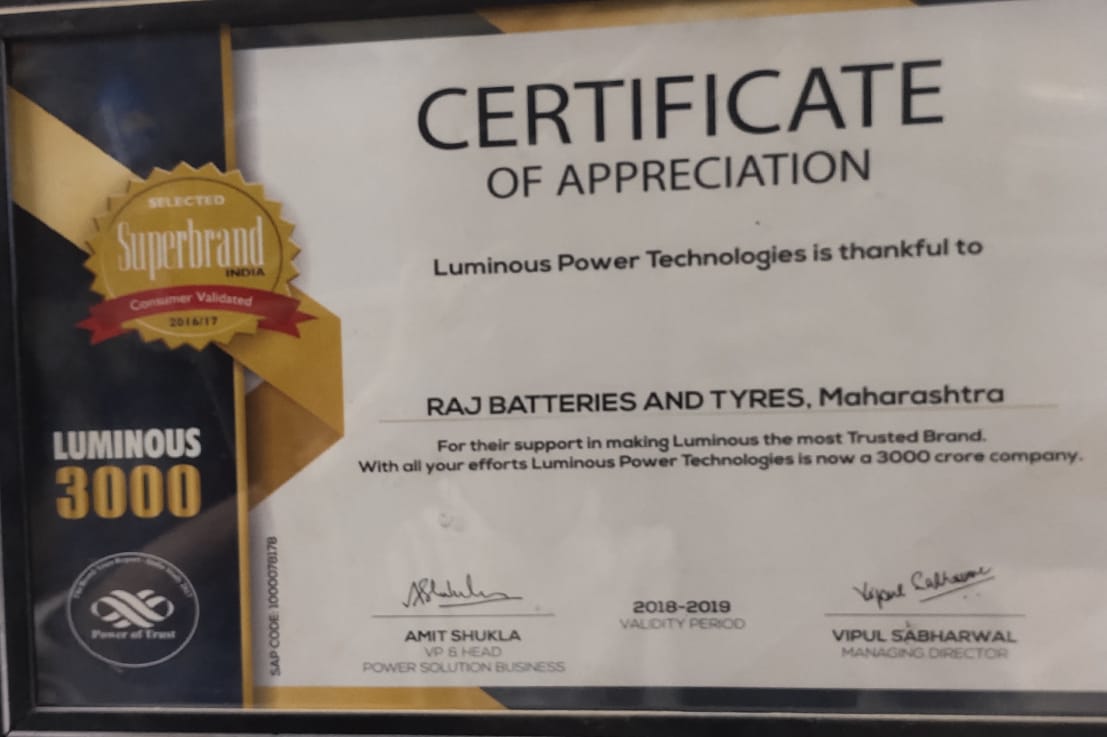 CERTIFICATE
OF APPRECIATION
Luminous Power Technologies is thankful to
RAJ BATTERIES AND TYRES, Maharashtra
For their support in making Luminous the most Trusted Brand.
With all your efforts Luminous Power Technologies is now a 3000 crore company.
SELECTED
Superbrand
INDIA
Consumer Validated
2016/17
LUMINOUS
3000
Power of Trust
SAP CODE: 1000078178
AMIT SHUKLA
VP & HEAD
POWER SOLUTION BUSINESS
2018-2019
VALIDITY PERIOD
Vipul Sabharwal
VIPUL SABHARWAL
MANAGING DIRECTOR